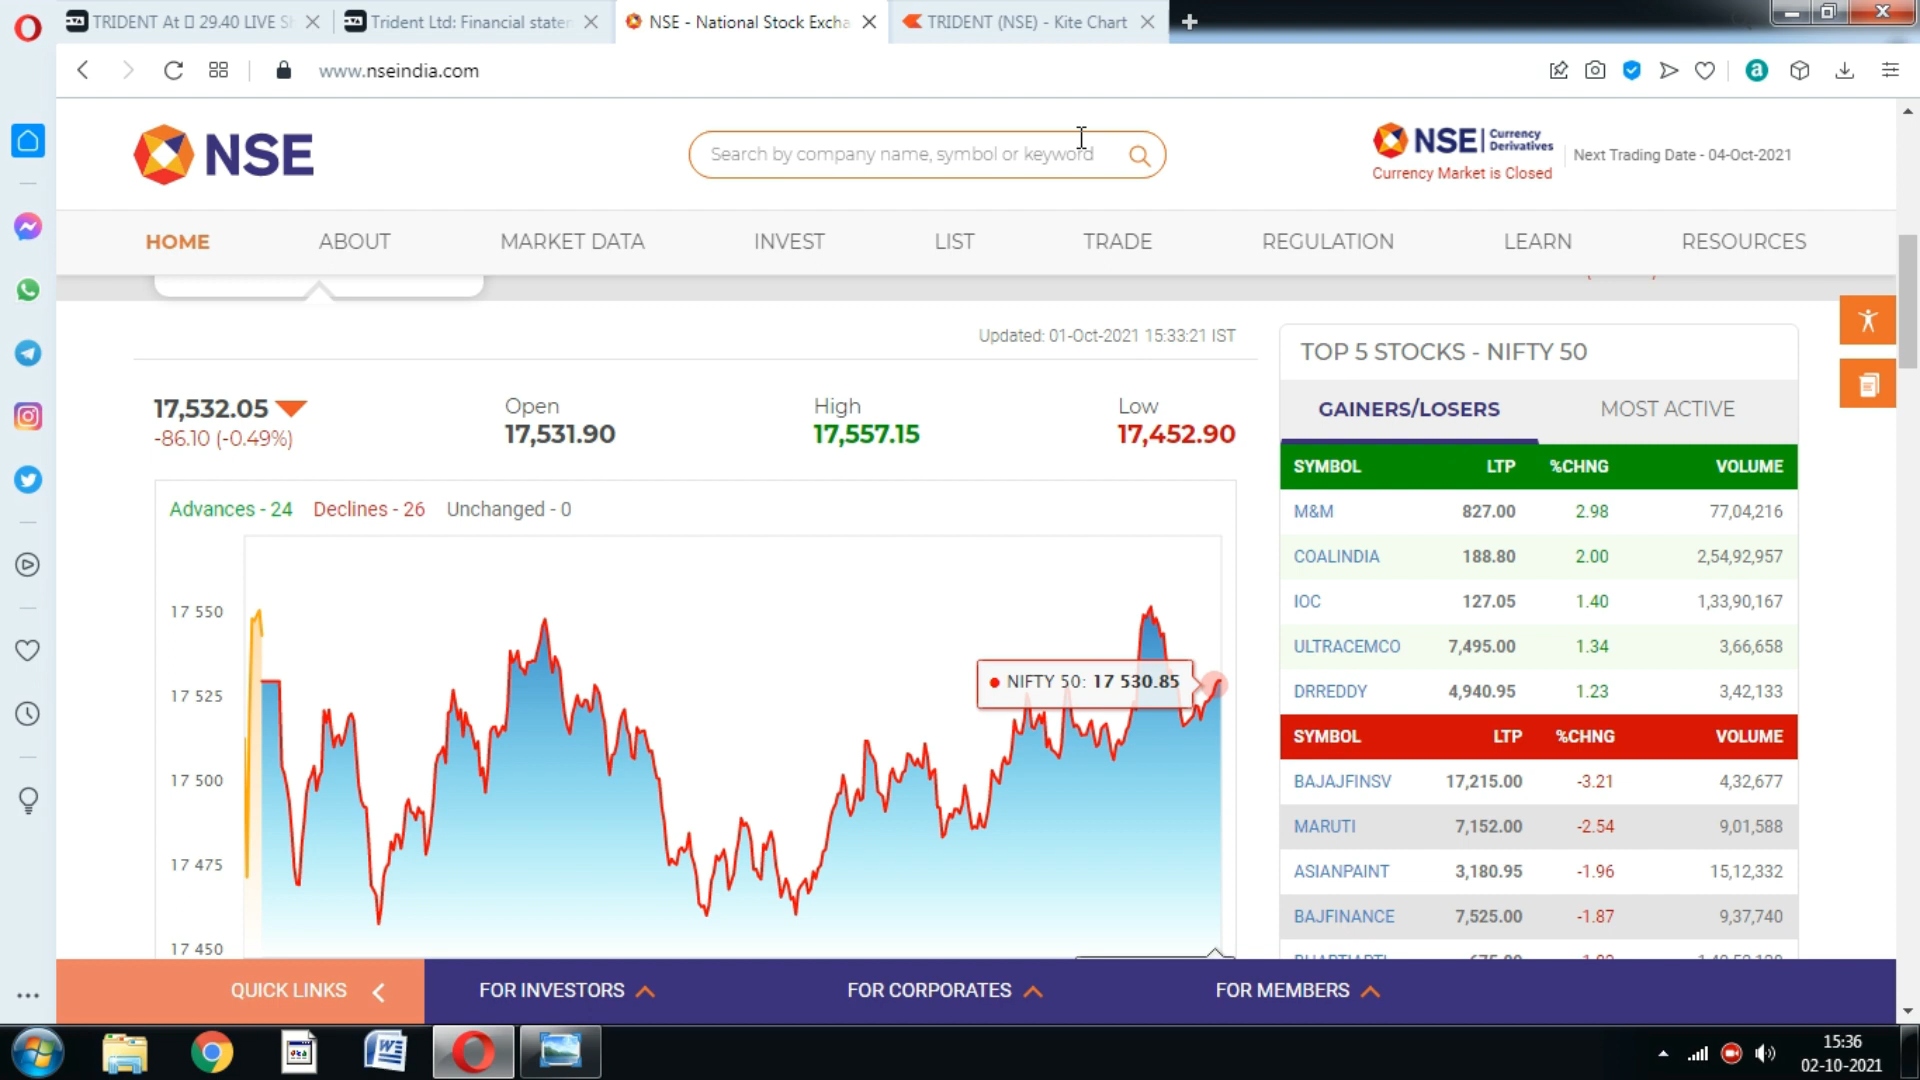 TRIDENT At 29.40 LIVE S
Trident Ltd: Financial staten
NSE - National Stock Excha
TRIDENT (NSE) - Kite Chart
www.nseindia.com
NSE
Search by company name, symbol or keyword
NSE Currency Derivatives
Currency Market is Closed
Next Trading Date - 04-Oct-2021
HOME ABOUT MARKET DATA INVEST LIST TRADE REGULATION LEARN RESOURCES
Updated: 01-Oct-2021 15:33:21 IST
17,532.05
-86.10 (-0.49%)
Open
17,531.90
High
17,557.15
Low
17,452.90
Advances - 24 Declines - 26 Unchanged - 0
17 550
17 525
17 500
17 475
17 450
NIFTY 50: 17 530.85
TOP 5 STOCKS - NIFTY 50
GAINERS/LOSERS MOST ACTIVE
SYMBOL LTP %CHNG VOLUME
M&M 827.00 2.98 77,04,216
COALINDIA 188.80 2.00 2,54,92,957
IOC 127.05 1.40 1,33,90,167
ULTRACEMCO 7,495.00 1.34 3,66,658
DRREDDY 4,940.95 1.23 3,42,133
SYMBOL LTP %CHNG VOLUME
BAJAJFINSV 17,215.00 -3.21 4,32,677
MARUTI 7,152.00 -2.54 9,01,588
ASIANPAINT 3,180.95 -1.96 15,12,332
BAJFINANCE 7,525.00 -1.87 9,37,740
QUICK LINKS FOR INVESTORS FOR CORPORATES FOR MEMBERS
15:36
02-10-2021